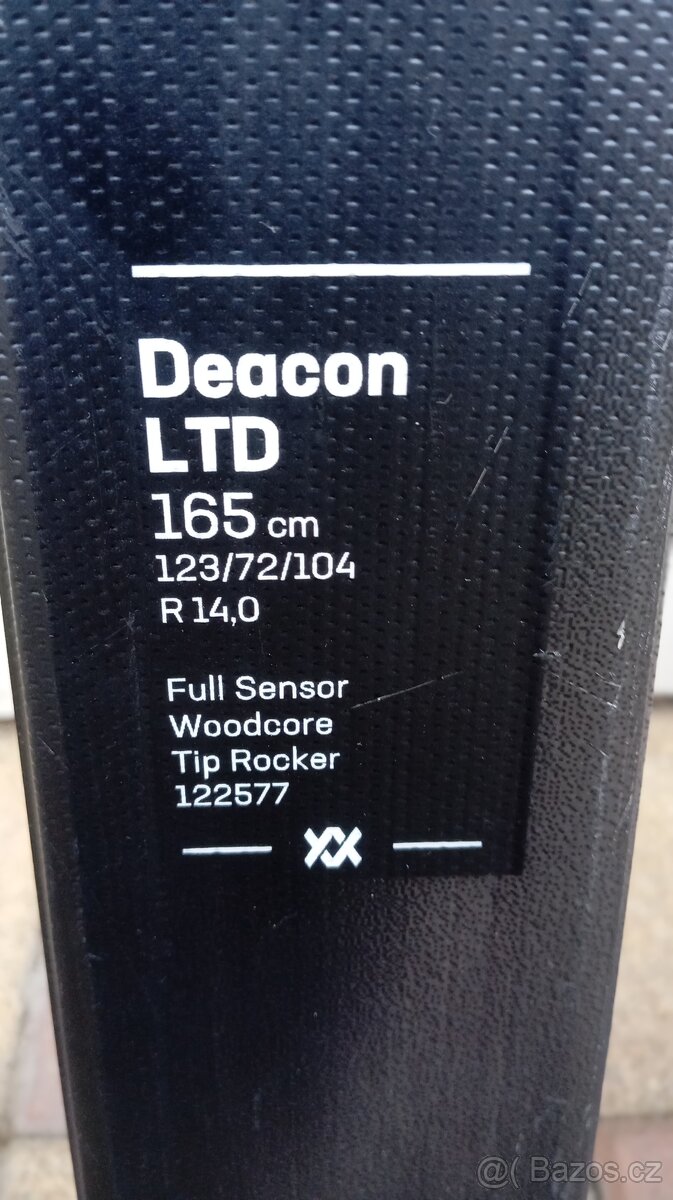 Deacon
LTD
165 cm
123/72/104
R 14,0
Full Sensor
Woodcore
Tip Rocker
122577
@( Bazos.cz